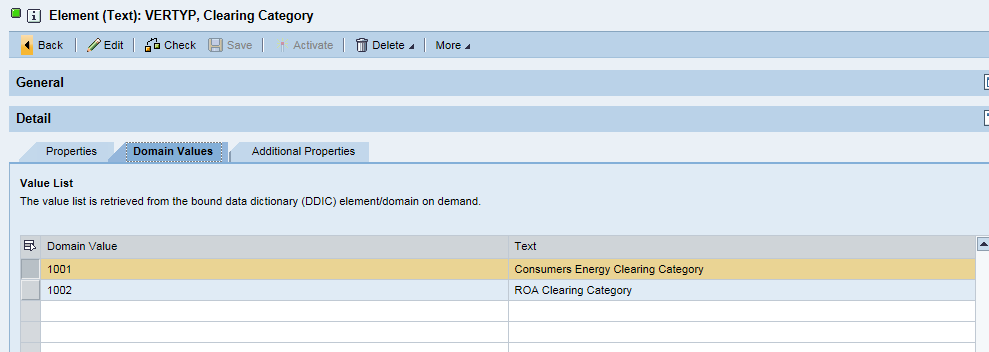 Element (Text): VERTYP, Clearing Category
Back Edit Check Save Activate Delete More
General
Detail
Properties Domain Values Additional Properties
Value List
The value list is retrieved from the bound data dictionary (DDIC) element/domain on demand.
Domain Value Text
1001 Consumers Energy Clearing Category
1002 ROA Clearing Category